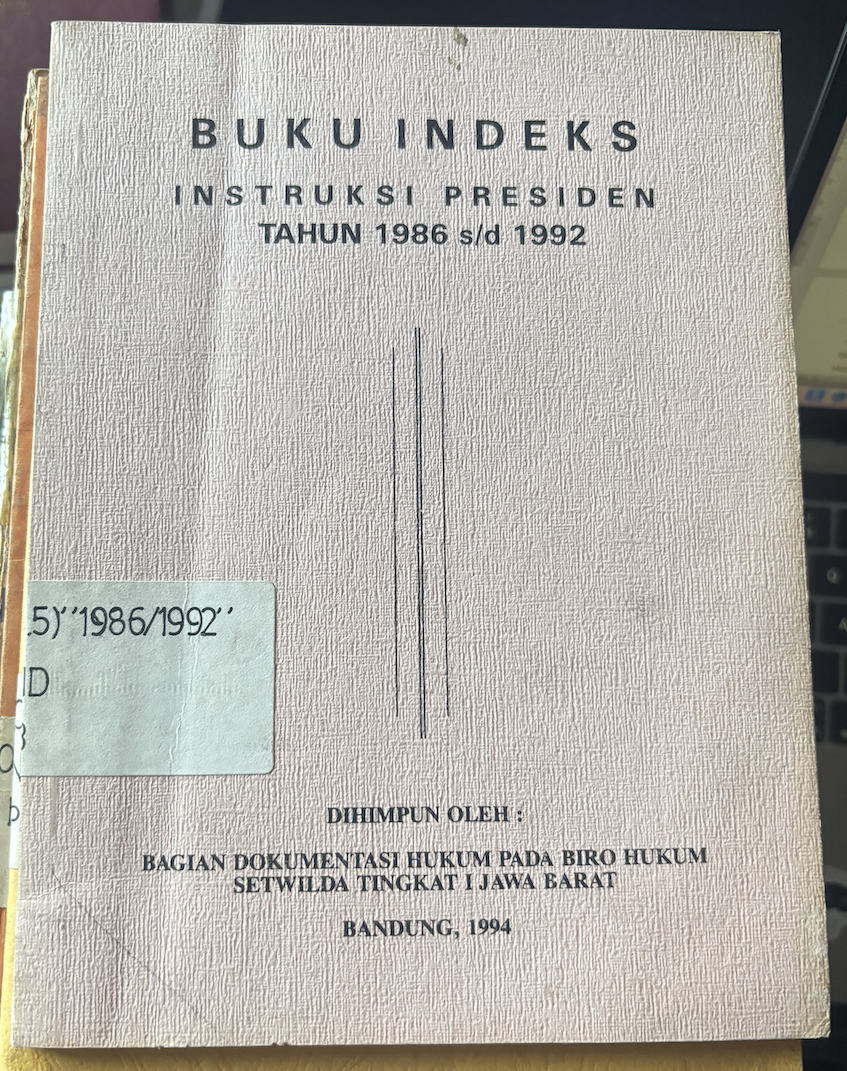 BUKU INDEKS
INSTRUKSI PRESIDEN
TAHUN 1986 s/d 1992
.5)''1986/1992''
ID
DIHIMPUN OLEH :
BAGIAN DOKUMENTASI HUKUM PADA BIRO HUKUM
SETWILDA TINGKAT I JAWA BARAT
BANDUNG, 1994